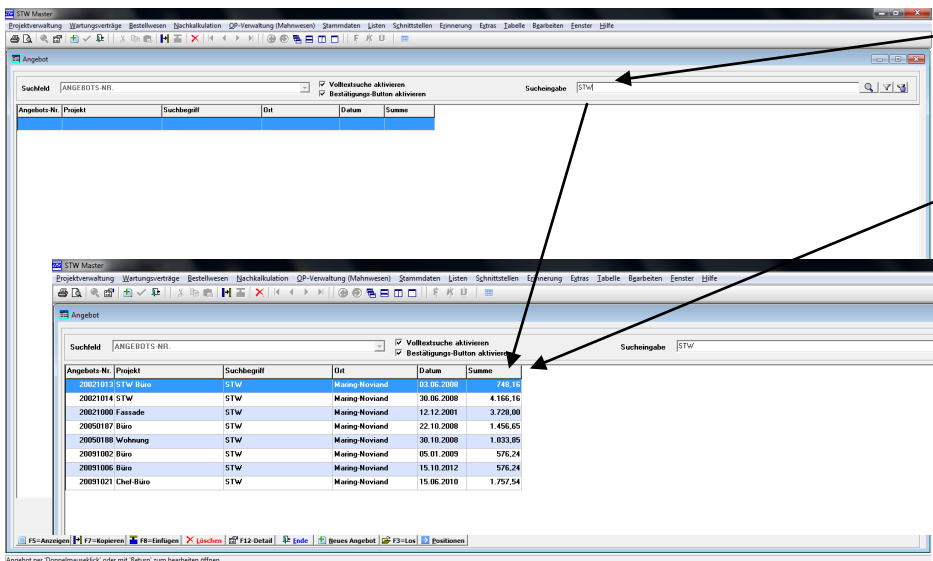 STW Master
Projektverwaltung Wartungsverträge Bestellwesen Nachkalkulation OP-Verwaltung (Mahnwesen) Stammdaten Listen Schnittstellen Erinnerung Extras Tabelle Bearbeiten Fenster Hilfe
F K U
Angebot
Suchfeld ANGEBOTS-NR. Volltextsuche aktivieren Sucheingabe STW
Bestätigungs-Button aktivieren
Angebots-Nr. Projekt Suchbegriff Ort Datum Summe
STW Master
Projektverwaltung Wartungsverträge Bestellwesen Nachkalkulation OP-Verwaltung (Mahnwesen) Stammdaten Listen Schnittstellen Erinnerung Extras Tabelle Bearbeiten Fenster Hilfe
F K U
Angebot
Suchfeld ANGEBOTS-NR. Volltextsuche aktivieren Sucheingabe STW
Bestätigungs-Button aktivieren
Angebots-Nr. Projekt Suchbegriff Ort Datum Summe
20021013 STW Büro STW Maring-Noviand 03.06.2008 748,16
20021014 STW STW Maring-Noviand 30.06.2008 4.166,16
20021000 Fassade STW Maring-Noviand 12.12.2001 3.728,00
20050187 Büro STW Maring-Noviand 22.10.2008 1.456,65
20050188 Wohnung STW Maring-Noviand 30.10.2008 1.033,85
20091002 Büro STW Maring-Noviand 05.01.2009 576,24
20091006 Büro STW Maring-Noviand 15.10.2012 576,24
20091021 Chef-Büro STW Maring-Noviand 15.06.2010 1.757,54
F5=Anzeigen F7=Kopieren F8=Einfügen Löschen F12-Detail Ende Neues Angebot F3=Los Positionen
Angebot per 'Doppelmauseklick' oder mit 'Return' zum bearbeiten öffnen